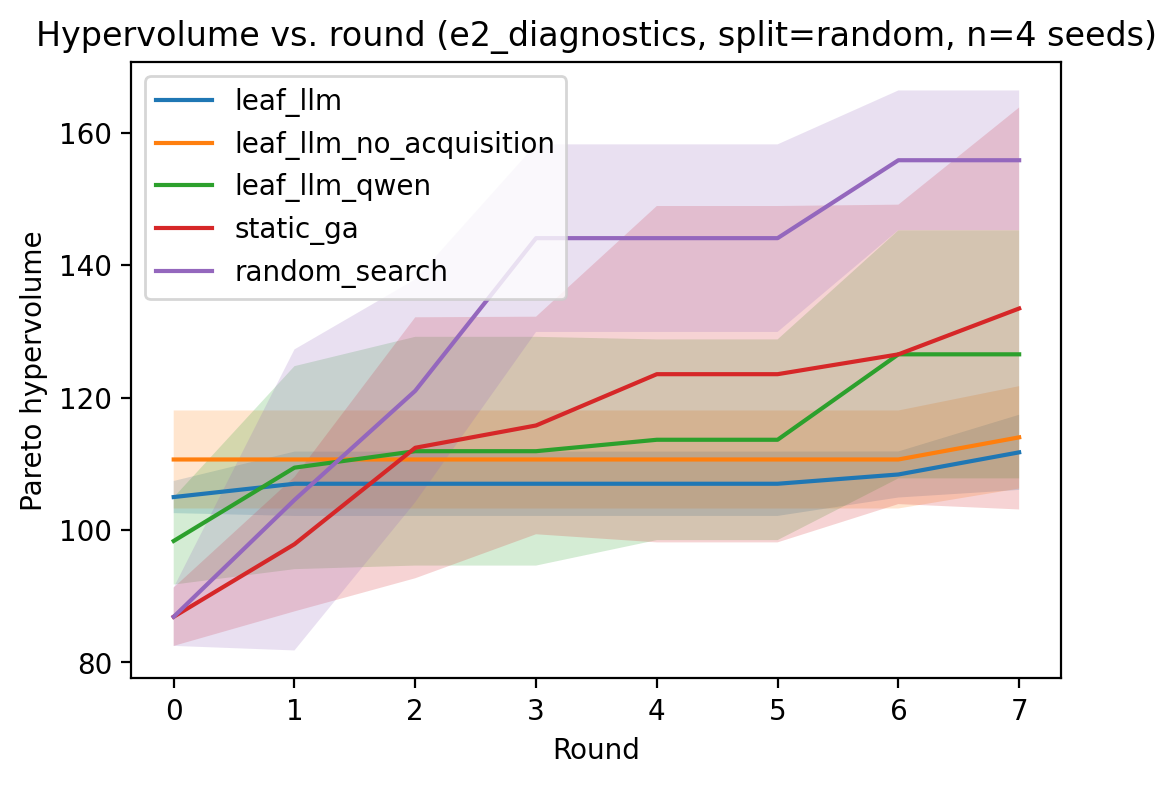 Hypervolume vs. round (e2_diagnostics, split=random, n=4 seeds)
leaf_llm
leaf_llm_no_acquisition
leaf_llm_qwen
static_ga
random_search
Pareto hypervolume
160
140
120
100
80
0 1 2 3 4 5 6 7
Round